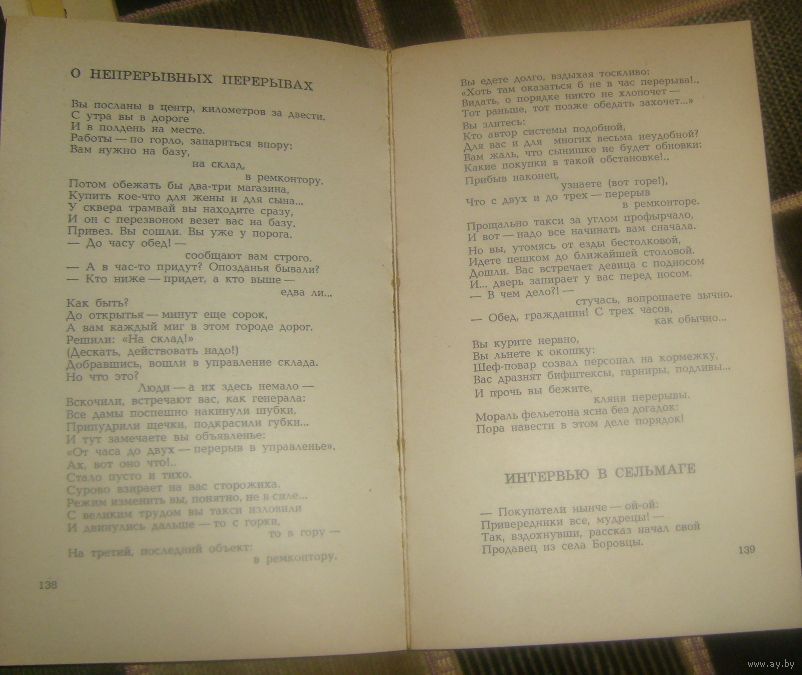 О НЕПРЕРЫВНЫХ ПЕРЕРЫВАХ
Вы посланы в центр, километров за двести,
С утра вы в дороге
И в полдень на месте.
Работы — по горло, запариться впору:
Вам нужно на базу,
на склад,
в ремконтору.
Потом обежать бы два-три магазина,
Купить кое-что для жены и для сына...
У сквера трамвай вы находите сразу,
И он с перезвоном везет вас на базу,
Привез. Вы сошли. Вы уже у порога.
— До часу обед! —
сообщают вам строго.
— А в час-то придут? Опозданья бывали?
— Кто ниже — придет, а кто выше —
едва ли...
Как быть?
До открытья — минут еще сорок,
А вам каждый миг в этом городе дорог.
Решили: «На склад!»
(Дескать, действовать надо!)
Добравшись, вошли в управление склада.
Но что это?
Люди — а их здесь немало —
Вскочили, встречают вас, как генерала:
Все дамы поспешно накинули шубки,
Припудрили щечки, подкрасили губки...
И тут замечаете вы объявленье:
«От часа до двух — перерыв в управленье»,
Ах, вот оно что!..
Стало пусто и тихо.
Сурово взирает на вас сторожиха.
Режим изменить вы, понятно, не в силе...
С великим трудом вы такси изловили
И двинулись дальше — то с горки,
то в гору —
На третий, последний объект:
в ремконтору.
138
Вы едете долго, вздыхая тоскливо:
«Хоть там оказаться б не в час перерыва!..
Видать, о порядке никто не хлопочет —
Тот раньше, тот позже обедать захочет...»
Вы злитесь:
Кто автор системы подобной,
Для вас и для многих весьма неудобной?
Вам жаль, что сынишке не будет обновки:
Какие покупки в такой обстановке!..
Прибыв наконец,
узнаете (вот горе!),
Что с двух и до трех — перерыв
в ремконторе.
Прощально такси за углом профырчало,
И вот — надо все начинать вам сначала.
Но вы, утомясь от езды бестолковой,
Идете пешком до ближайшей столовой.
Дошли. Вас встречает девица с подносом
И... дверь запирает у вас перед носом.
— В чем дело?! —
стучась, вопрошаете зычно.
— Обед, гражданин! С трех часов,
как обычно...
Вы курите нервно,
Вы льнете к окошку:
Шеф-повар созвал персонал на кормежку,
Вас дразнят бифштексы, гарниры, подливы...
И прочь вы бежите,
кляня перерывы.
Мораль фельетона ясна без догадок:
Пора навести в этом деле порядок!
ИНТЕРВЬЮ В СЕЛЬМАГЕ
— Покупатели нынче — ой-ой:
Привередники все, мудрецы! —
Так, вздохнувши, рассказ начал свой
Продавец из села Боровцы.
139
www.ay.by